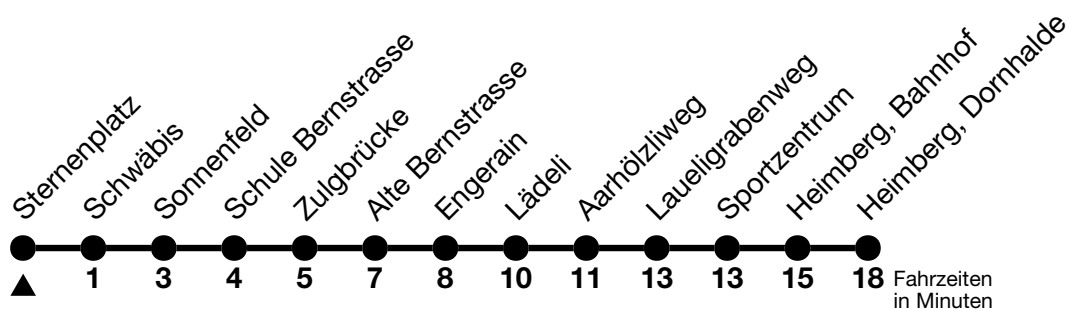 Sternenplatz
Schwäbis
Sonnenfeld
Schule Bernstrasse
Zulgbrücke
Alte Bernstrasse
Engerain
Lädeli
Aarhölzliweg
Laueligrabenweg
Sportzentrum
Heimberg, Bahnhof
Heimberg, Dornhalde
1 3 4 5 7 8 10 11 13 13 15 18 Fahrzeiten
in Minuten